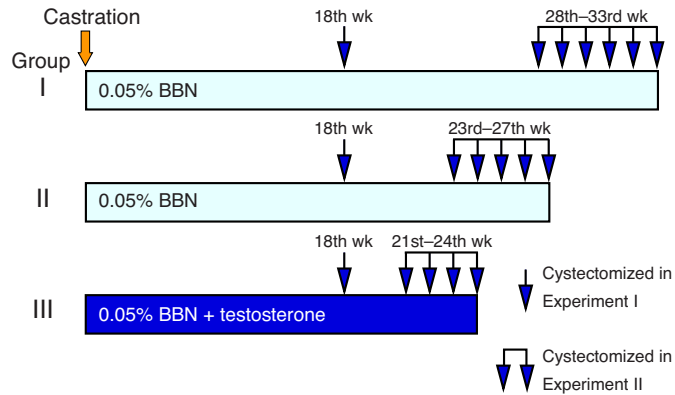 Castration
18th wk
28th–33rd wk
Group
I
0.05% BBN
18th wk
23rd–27th wk
II
0.05% BBN
18th wk
21st–24th wk
III
0.05% BBN + testosterone
Cystectomized in
Experiment I
Cystectomized in
Experiment II